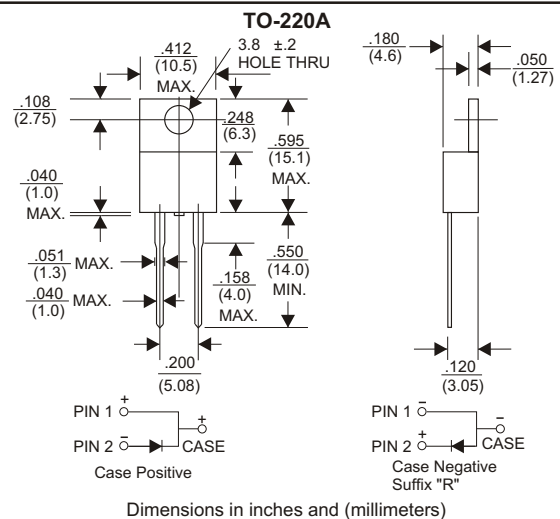 TO-220A
.412
(10.5)
MAX.
3.8 ±.2
HOLE THRU
.180
(4.6)
.050
(1.27)
.108
(2.75)
.248
(6.3)
.595
(15.1)
MAX.
.040
(1.0)
MAX.
.051
(1.3) MAX.
.040
(1.0) MAX.
.158
(4.0)
MAX.
.550
(14.0)
MIN.
.200
(5.08)
.120
(3.05)
PIN 1 +
+
PIN 2 - CASE
Case Positive
PIN 1 -
-
PIN 2 + CASE
Case Negative
Suffix "R"
Dimensions in inches and (millimeters)